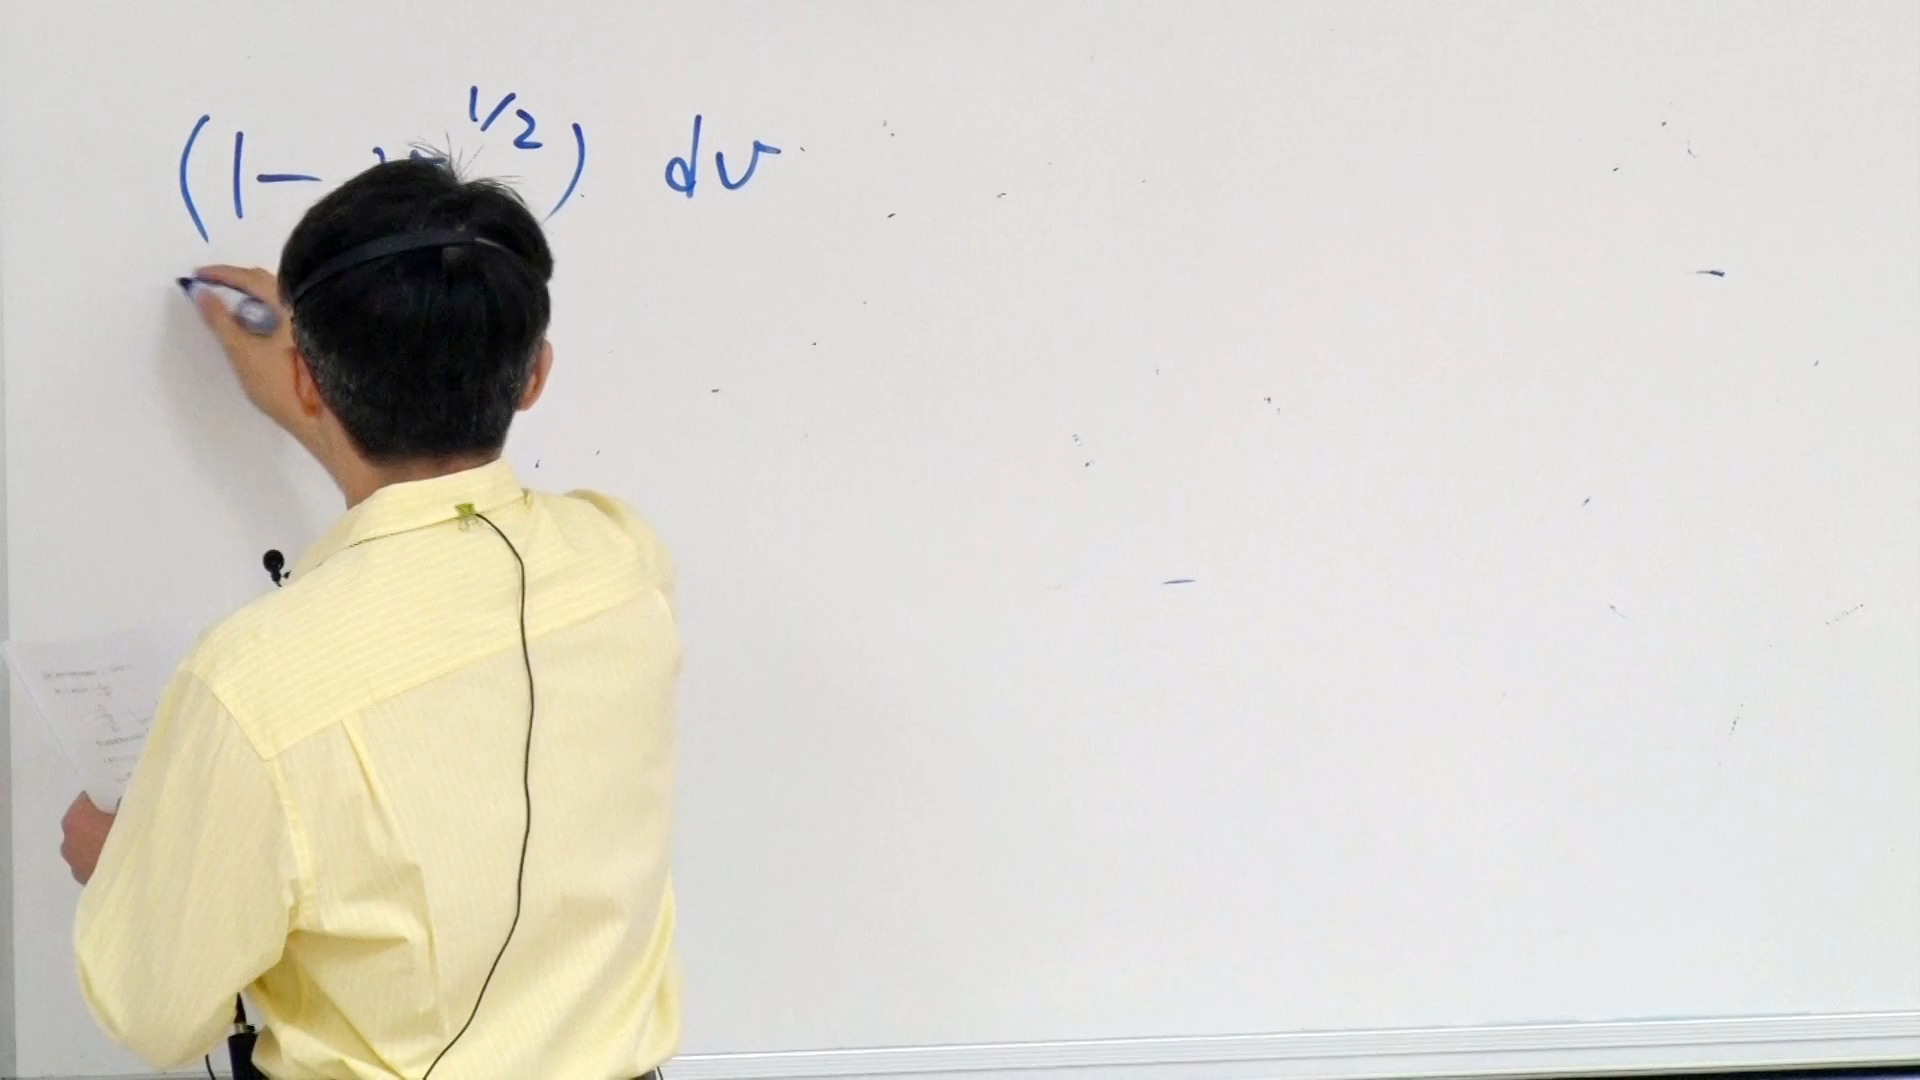 (1- ^{1/2}) dv